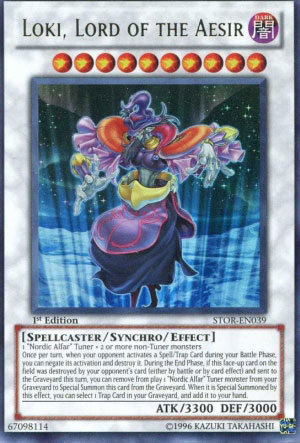 LOKI, LORD OF THE AESIR
DARK
闇
1st Edition
STOR-EN039
[SPELLCASTER/SYNCHRO/EFFECT]
1 "Nordic Alfar" Tuner + 2 or more non-Tuner monsters
Once per turn, when your opponent activates a Spell/Trap Card during your Battle Phase,
you can negate its activation and destroy it. During the End Phase, if this face-up card on the
field was destroyed by your opponent's card (either by battle or by card effect) and sent to
the Graveyard this turn, you can remove from play 1 "Nordic Alfar" Tuner monster from
your Graveyard to Special Summon this card from the Graveyard. When it is Special Summoned by
this effect, you can select 1 Trap Card in your Graveyard, and add it to your hand.
ATK/3300 DEF/3000
67098114
©1996 KAZUKI TAKAHASHI